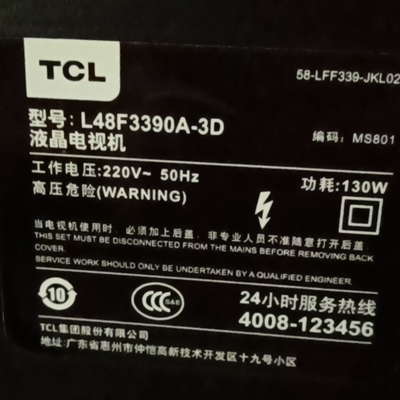 TCL
58-LFF339-JKL02
型号: L48F3390A-3D
液晶电视机
编码: MS801
工作电压: 220V~ 50Hz
功耗: 130W
高压危险(WARNING)
当电视机使用时, 必须加上后盖, 非专业人员不准随意打开后盖
THIS SET MUST BE DISCONNECTED FROM THE MAINS BEFORE REMOVING BACK
COVER.
SERVICE WORK SHOULD ONLY BE UNDERTAKEN BY A QUALIFIED ENGINEER.
10
CCC S&E
24小时服务热线
4008-123456
TCL集团股份有限公司
地址: 广东省惠州市仲恺高新技术开发区十九号小区